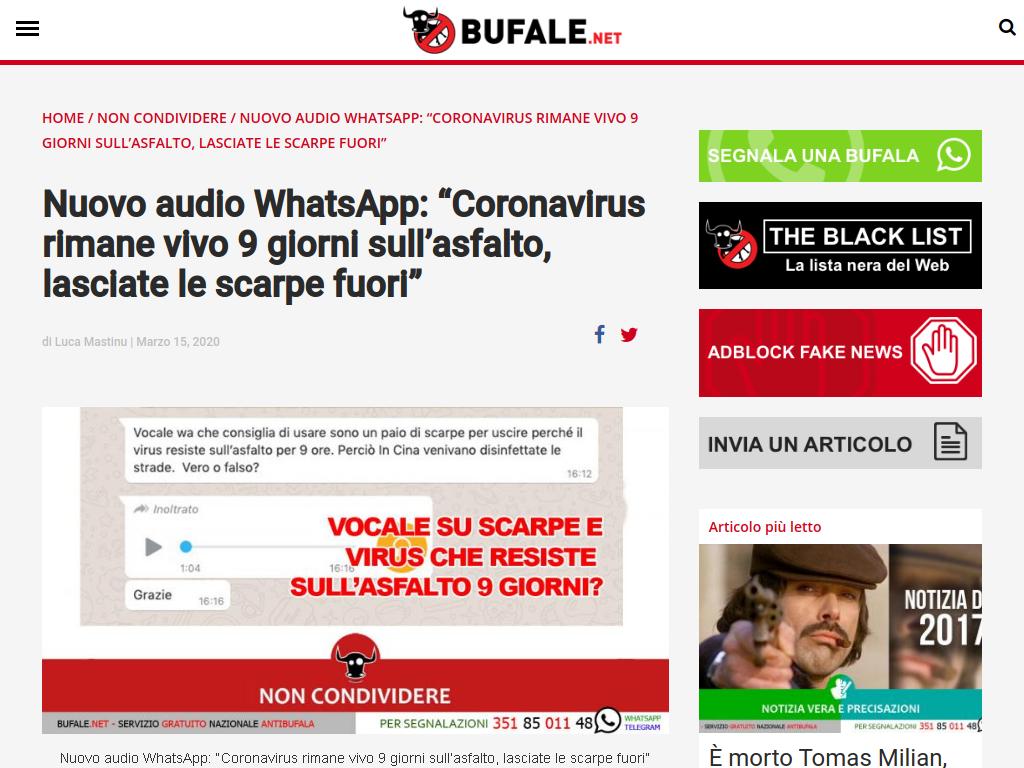 BUFALE.NET
HOME / NON CONDIVIDERE / NUOVO AUDIO WHATSAPP: “CORONAVIRUS RIMANE VIVO 9
GIORNI SULL’ASFALTO, LASCIATE LE SCARPE FUORI”
Nuovo audio WhatsApp: “Coronavirus
rimane vivo 9 giorni sull’asfalto,
lasciate le scarpe fuori”
di Luca Mastinu | Marzo 15, 2020
Vocale wa che consiglia di usare sono un paio di scarpe per uscire perché il
virus resiste sull’asfalto per 9 ore. Perciò In Cina venivano disinfettate le
strade. Vero o falso?
16:12
Inoltrato
1:04
16:16
Grazie
16:16
VOCALE SU SCARPE E
VIRUS CHE RESISTE
SULL’ASFALTO 9 GIORNI?
NON CONDIVIDERE
BUFALE.NET - SERVIZIO GRATUITO NAZIONALE ANTIBUFALA
PER SEGNALAZIONI 351 85 011 48
WHATSAPP
TELEGRAM
Nuovo audio WhatsApp: "Coronavirus rimane vivo 9 giorni sull'asfalto, lasciate le scarpe fuori"
SEGNALA UNA BUFALA
THE BLACK LIST
La lista nera del Web
ADBLOCK FAKE NEWS
INVIA UN ARTICOLO
Articolo più letto
NOTIZIA D
2017
NOTIZIA VERA E PRECISAZIONI
SERVIZIO GRATUITO NAZIONALE ANTIBUFALA
PER SEGNALAZIONI 351 85 011 48
È morto Tomas Milian,